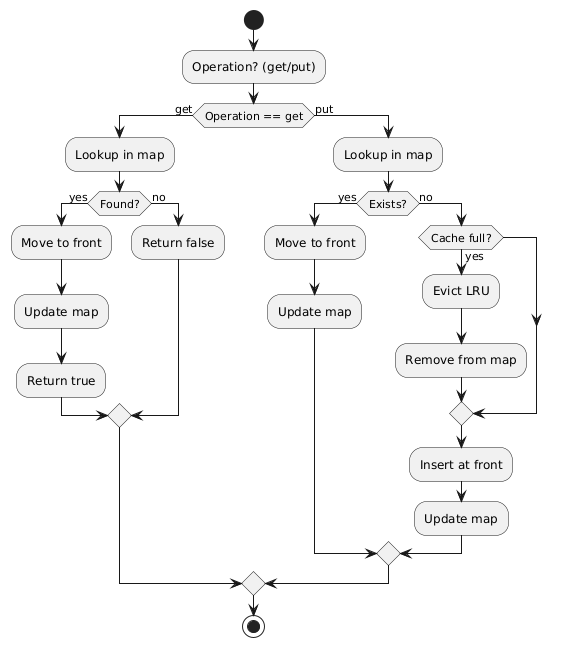 Operation? (get/put)
get
Operation == get
put
Lookup in map
yes
Found?
no
Move to front
Return false
Update map
Return true
Lookup in map
yes
Exists?
no
Move to front
Update map
Cache full?
yes
Evict LRU
Remove from map
Insert at front
Update map